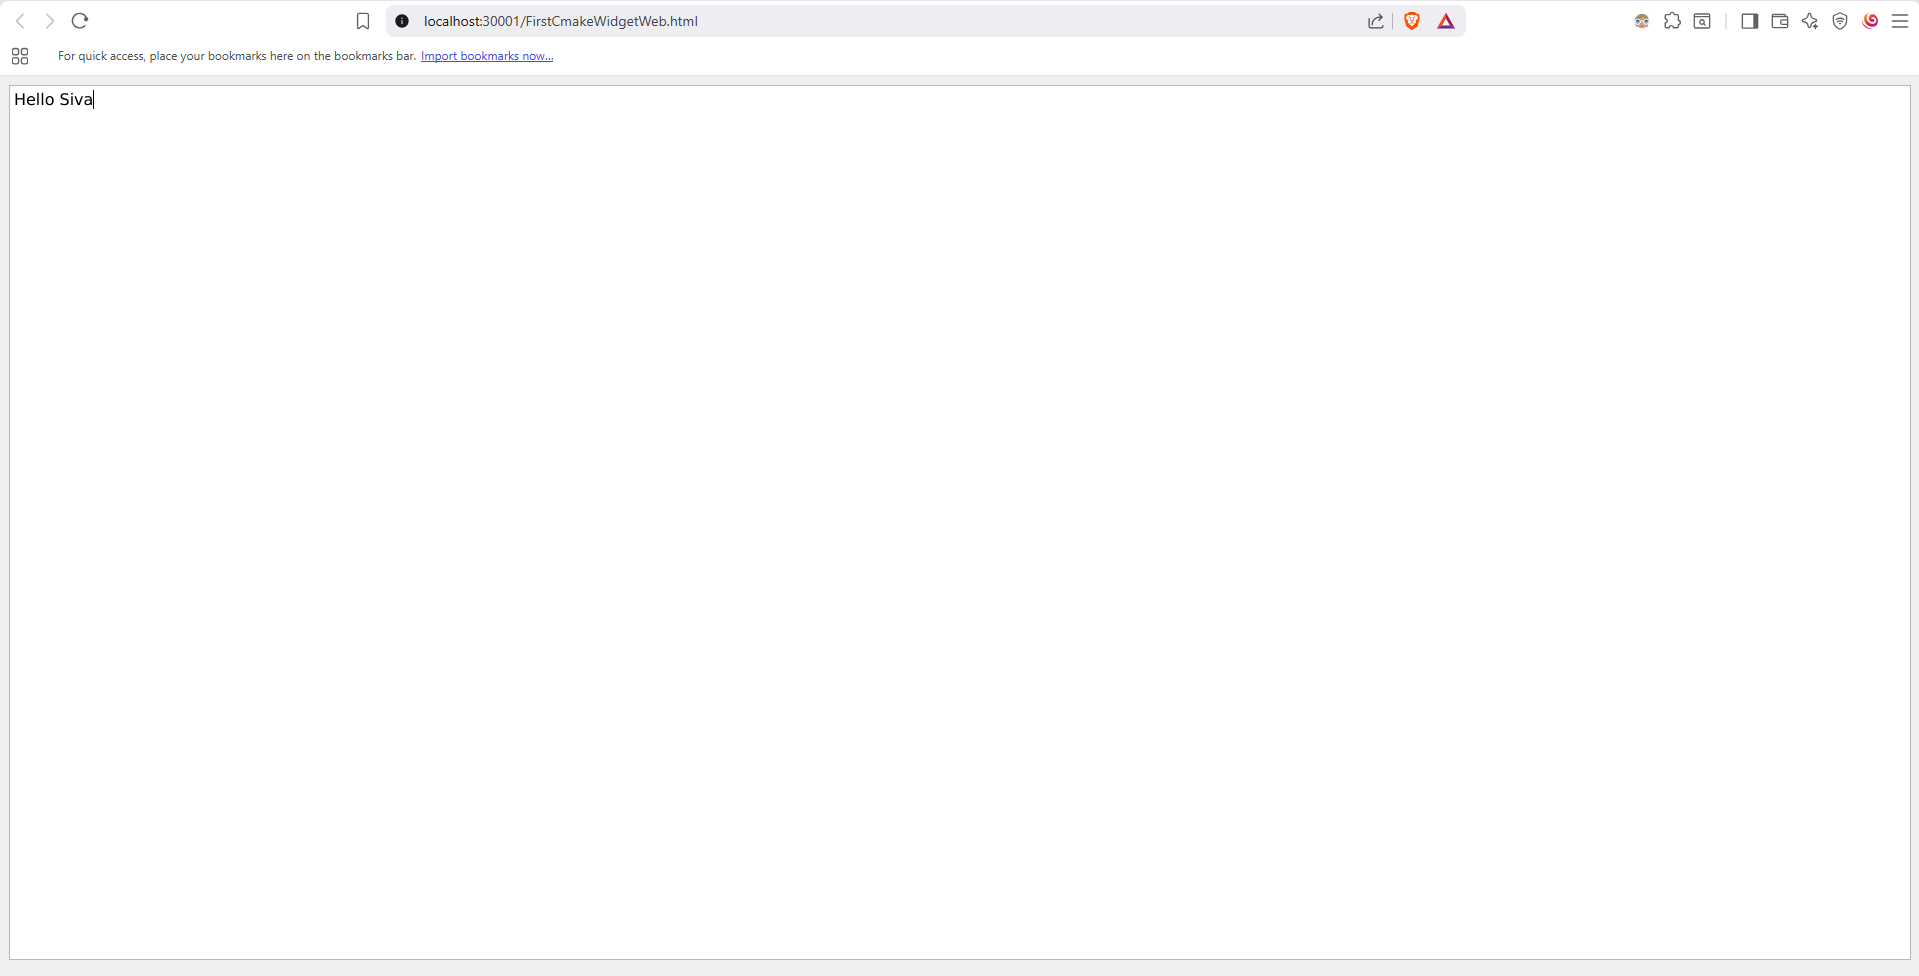 localhost:30001/FirstCmakeWidgetWeb.html
For quick access, place your bookmarks here on the bookmarks bar. Import bookmarks now...
Hello Siva